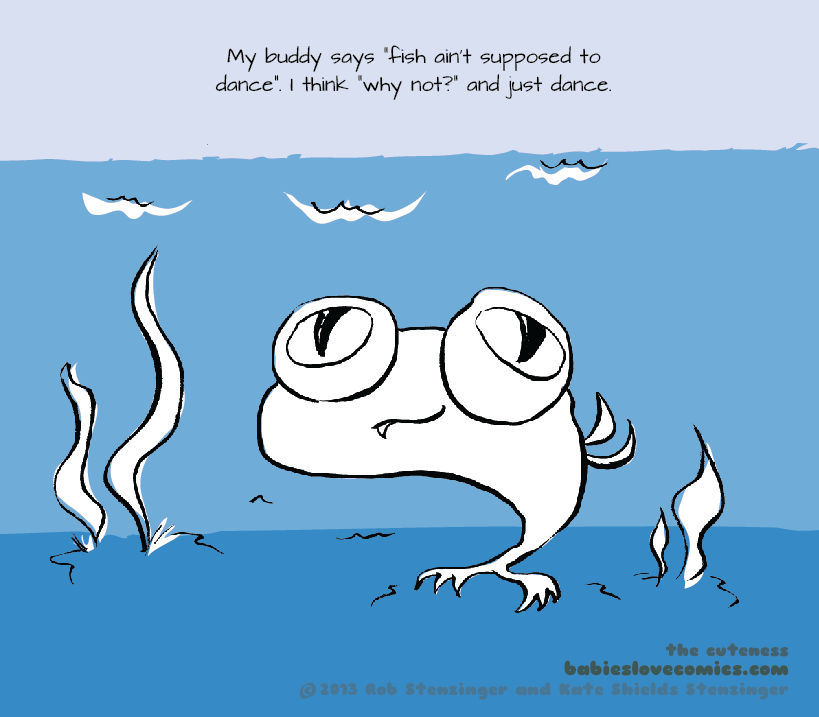 My buddy says "fish ain't supposed to
dance". I think "why not?" and just dance.
the cuteness
babieslovecomics.com
©2013 Rob Stenzinger and Kate Shields Stenzinger